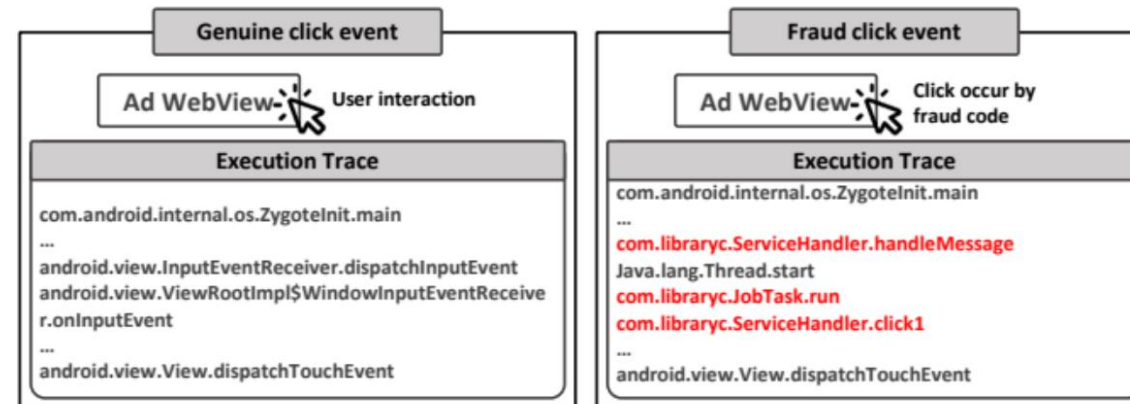 Genuine click event
Ad WebView
User interaction
Execution Trace
com.android.internal.os.ZygoteInit.main
...
android.view.InputEventReceiver.dispatchInputEvent
android.view.ViewRootImpl$WindowInputEventReceive
r.onInputEvent
...
android.view.View.dispatchTouchEvent
Fraud click event
Ad WebView
Click occur by
fraud code
Execution Trace
com.android.internal.os.ZygoteInit.main
...
com.libraryc.ServiceHandler.handleMessage
Java.lang.Thread.start
com.libraryc.JobTask.run
com.libraryc.ServiceHandler.click1
...
android.view.View.dispatchTouchEvent